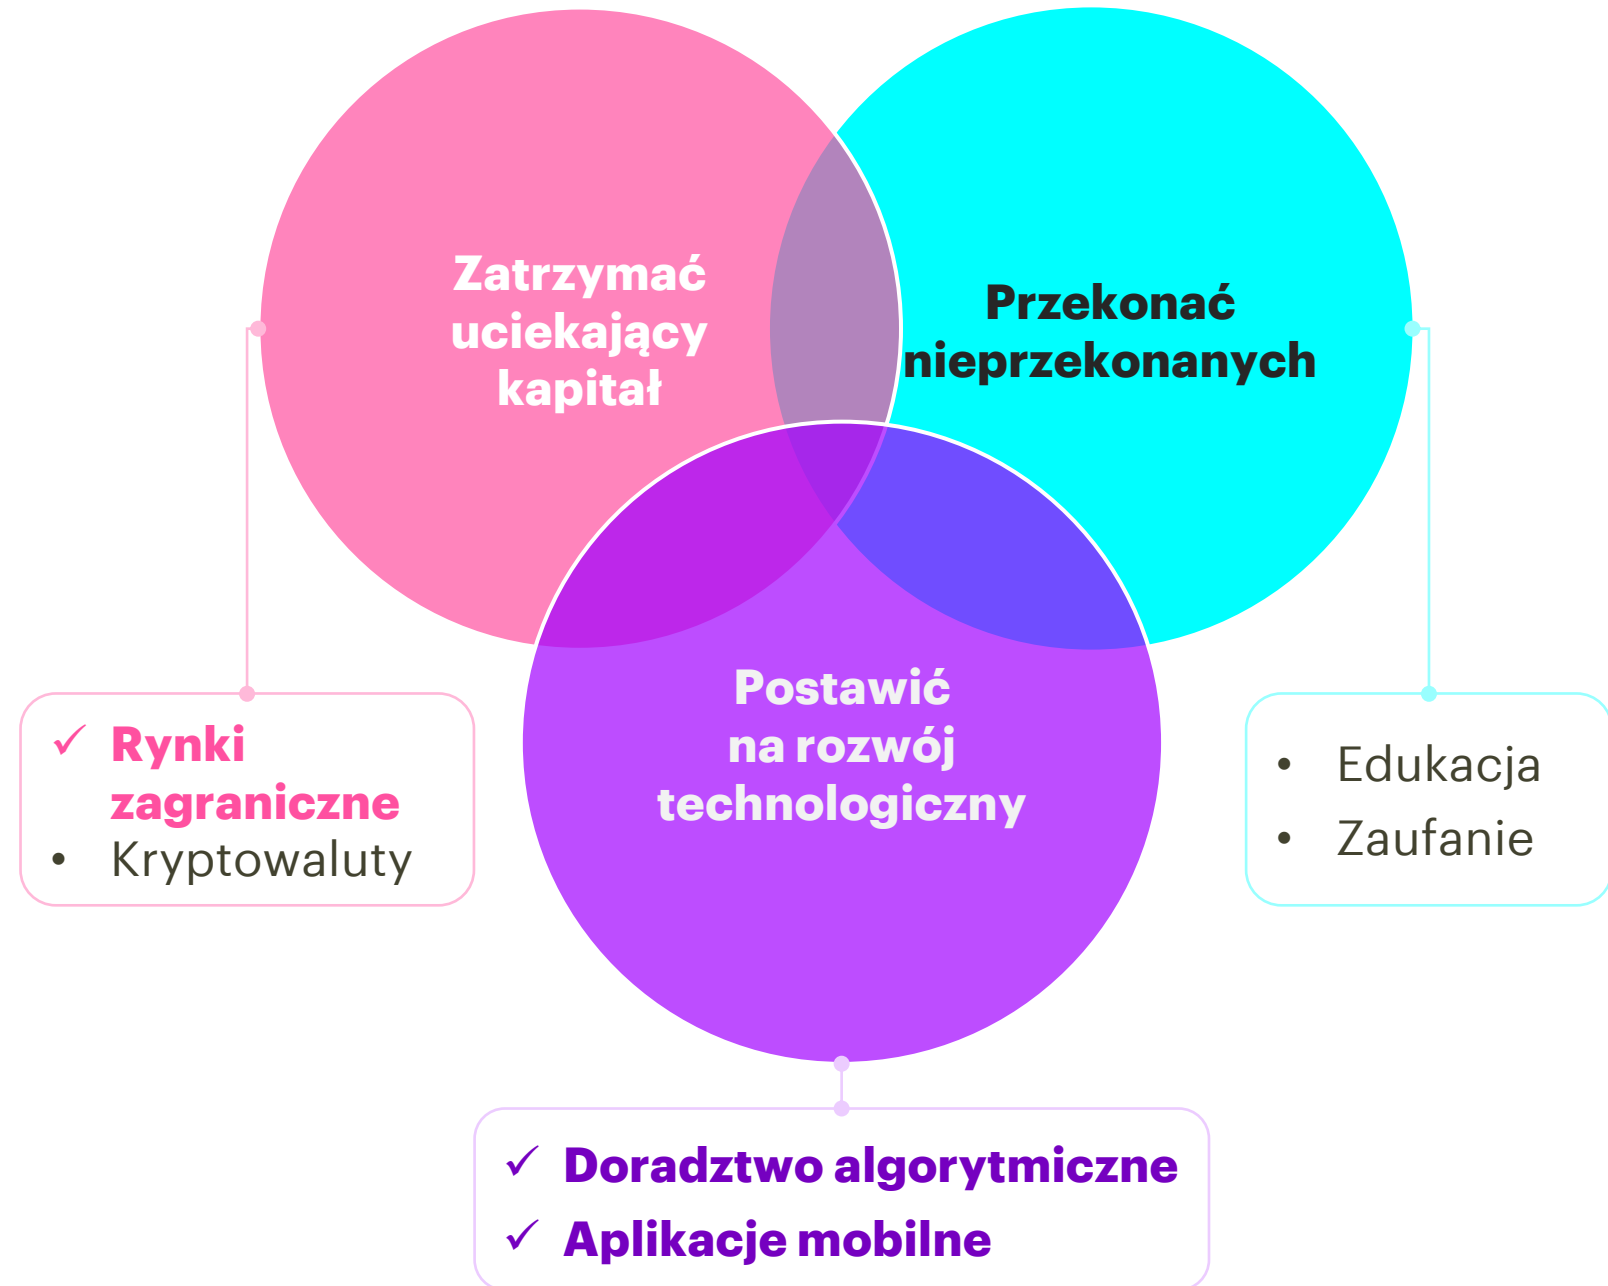 Zatrzymać
uciekający
kapitał
Przekonać
nieprzekonanych
Postawić
na rozwój
technologiczny
✓ Rynki
zagraniczne
• Kryptowaluty
• Edukacja
• Zaufanie
✓ Doradztwo algorytmiczne
✓ Aplikacje mobilne